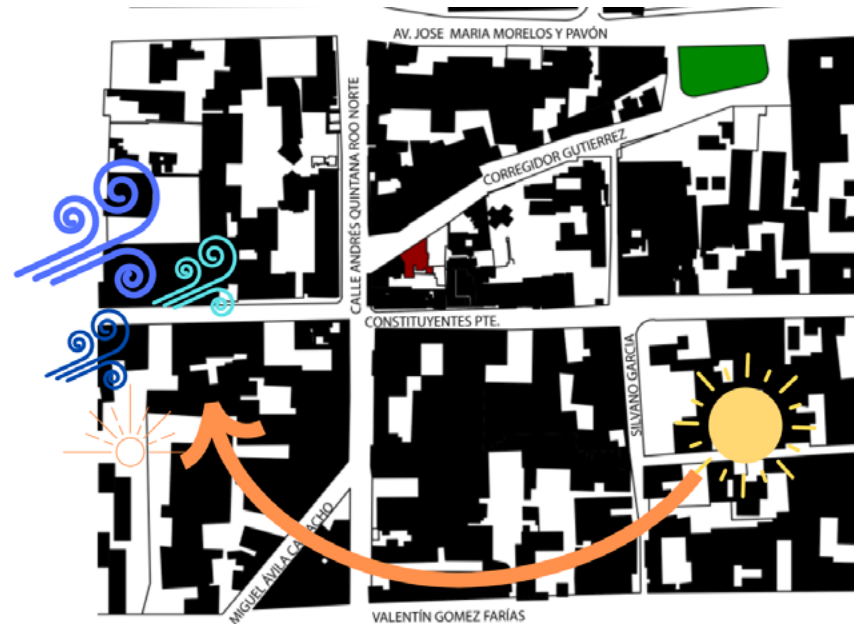 AV. JOSE MARIA MORELOS Y PAVÓN
CALLE ANDRÉS QUINTANA ROO NORTE
CORREGIDOR GUTIERREZ
CONSTITUYENTES PTE.
SILVANO GARCIA
MIGUEL ÁVILA CAMACHO
VALENTÍN GOMEZ FARÍAS